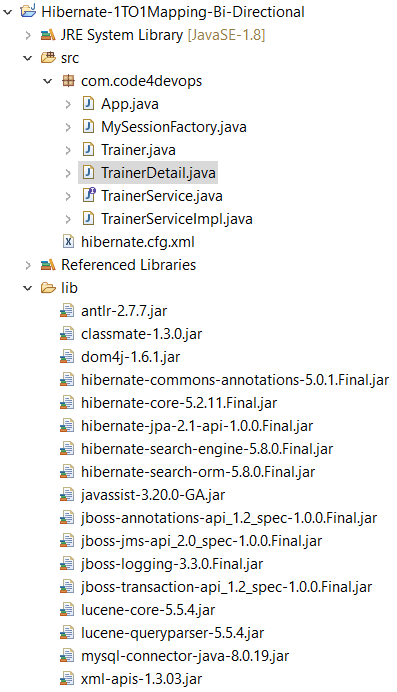 Hibernate-1TO1Mapping-Bi-Directional
JRE System Library [JavaSE-1.8]
src
com.code4devops
App.java
MySessionFactory.java
Trainer.java
TrainerDetail.java
TrainerService.java
TrainerServiceImpl.java
hibernate.cfg.xml
Referenced Libraries
lib
antlr-2.7.7.jar
classmate-1.3.0.jar
dom4j-1.6.1.jar
hibernate-commons-annotations-5.0.1.Final.jar
hibernate-core-5.2.11.Final.jar
hibernate-jpa-2.1-api-1.0.0.Final.jar
hibernate-search-engine-5.8.0.Final.jar
hibernate-search-orm-5.8.0.Final.jar
javassist-3.20.0-GA.jar
jboss-annotations-api_1.2_spec-1.0.0.Final.jar
jboss-jms-api_2.0_spec-1.0.0.Final.jar
jboss-logging-3.3.0.Final.jar
jboss-transaction-api_1.2_spec-1.0.0.Final.jar
lucene-core-5.5.4.jar
lucene-queryparser-5.5.4.jar
mysql-connector-java-8.0.19.jar
xml-apis-1.3.03.jar